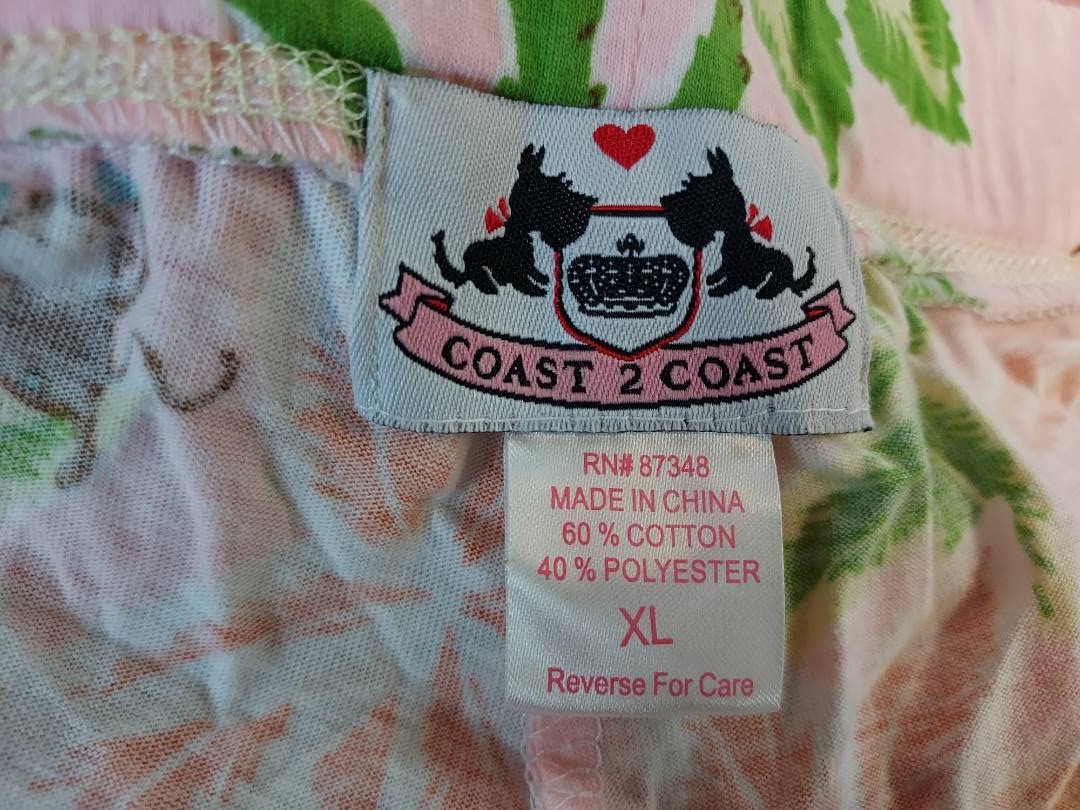 COAST 2 COAST
RN# 87348
MADE IN CHINA
60 % COTTON
40 % POLYESTER
XL
Reverse For Care